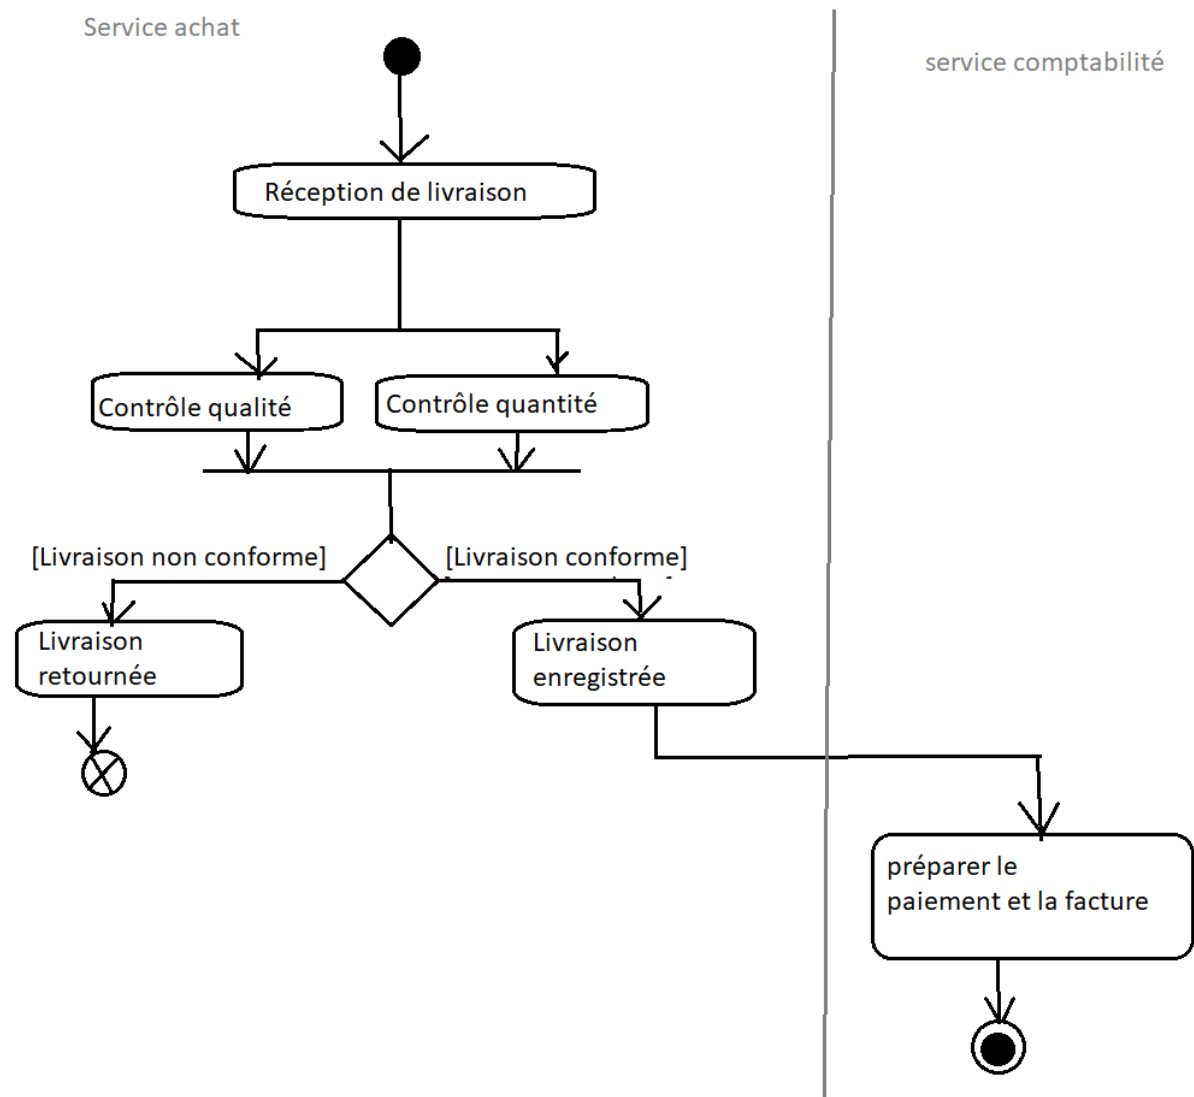 Service achat
service comptabilité
Réception de livraison
Contrôle qualité
Contrôle quantité
[Livraison non conforme]
[Livraison conforme]
Livraison
retournée
Livraison
enregistrée
préparer le
paiement et la facture